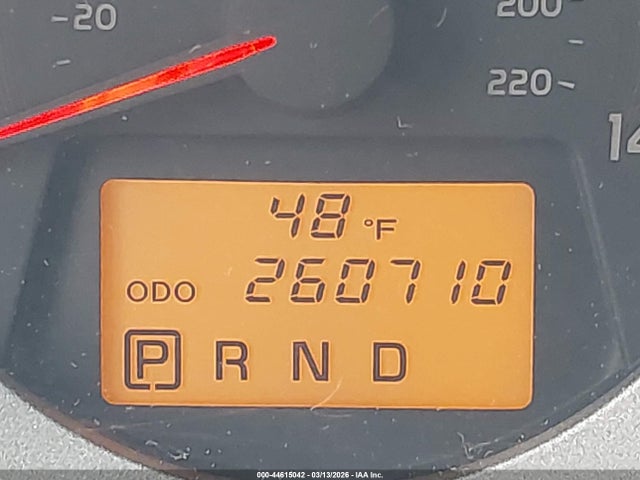 20
200
220
14
48 °F
ODO 260710
P R N D
000-44615042 - 03/13/2026 - IAA Inc.